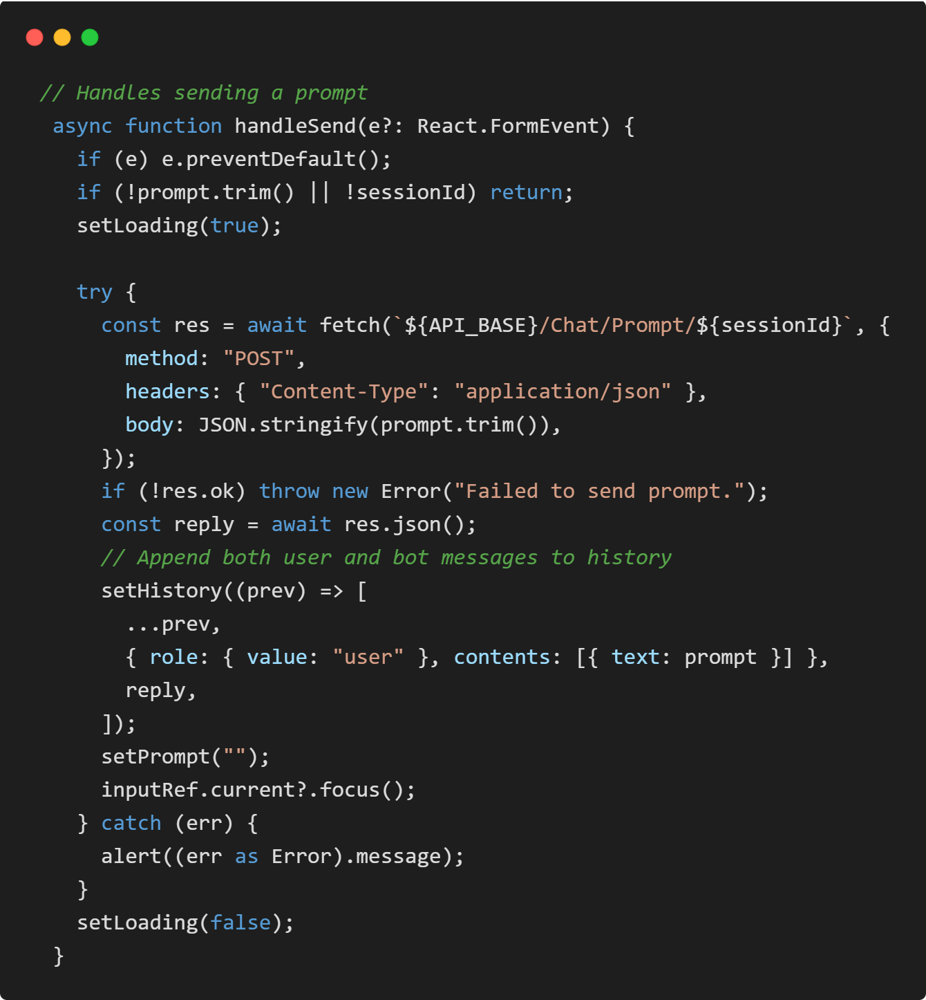 // Handles sending a prompt
async function handleSend(e?: React.FormEvent) {
if (e) e.preventDefault();
if (!prompt.trim() || !sessionId) return;
setLoading(true);
try {
const res = await fetch(`${API_BASE}/Chat/Prompt/${sessionId}`, {
method: "POST",
headers: { "Content-Type": "application/json" },
body: JSON.stringify(prompt.trim()),
});
if (!res.ok) throw new Error("Failed to send prompt.");
const reply = await res.json();
// Append both user and bot messages to history
setHistory((prev) => [
...prev,
{ role: { value: "user" }, contents: [{ text: prompt }] },
reply,
]);
setPrompt("");
inputRef.current?.focus();
} catch (err) {
alert((err as Error).message);
}
setLoading(false);
}